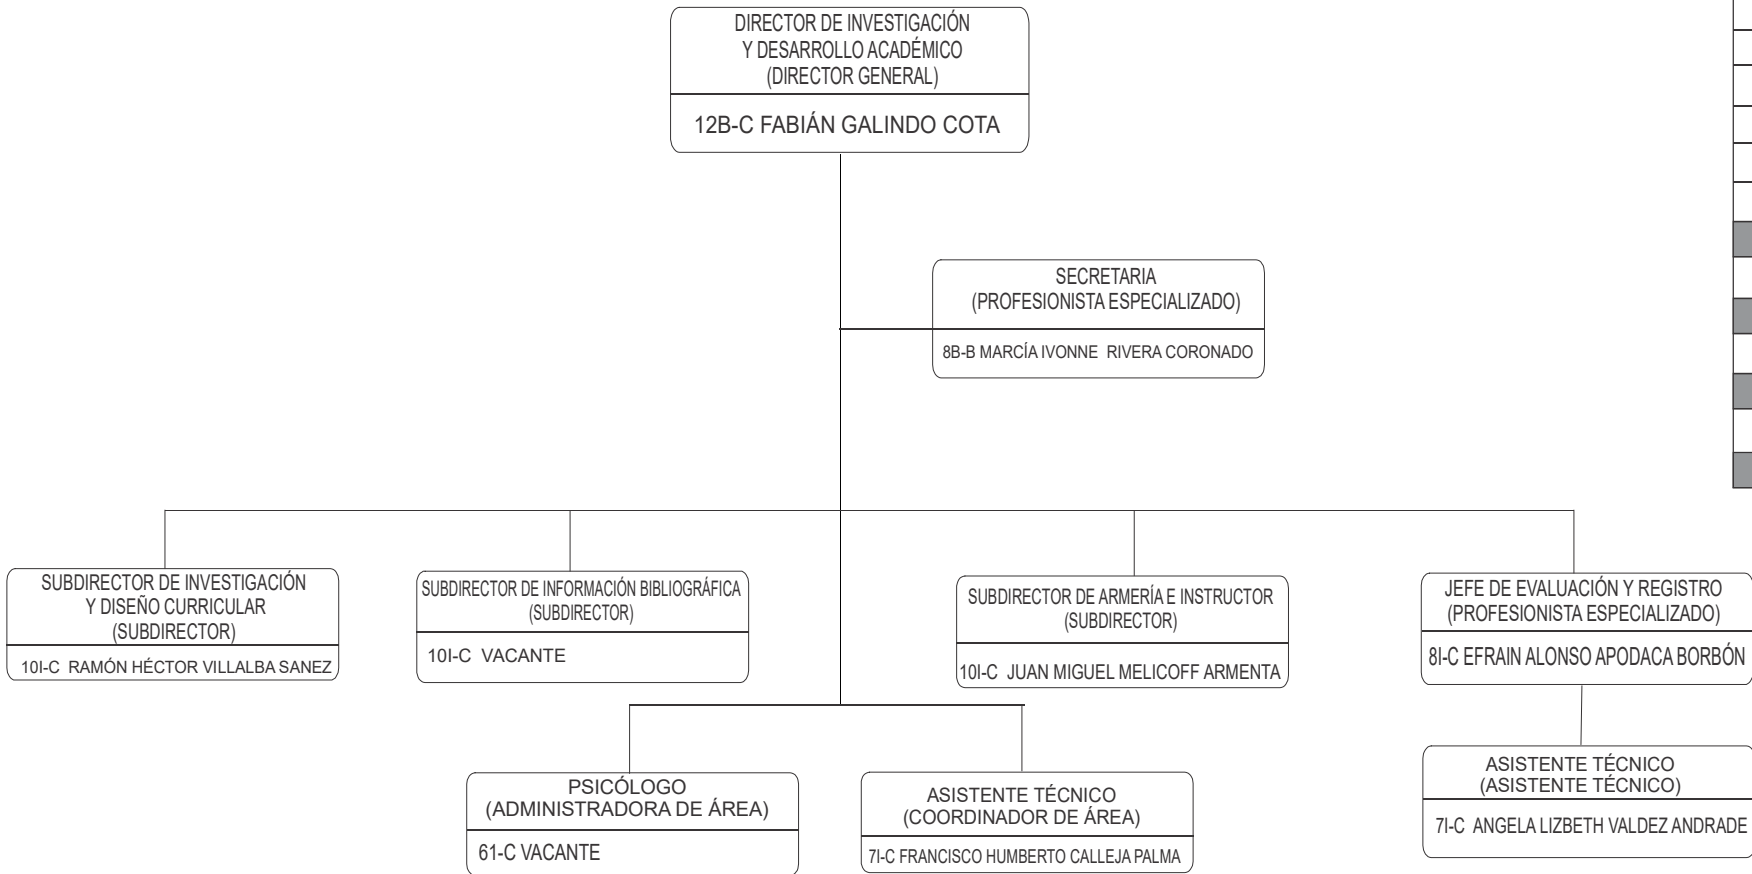 DIRECTOR DE INVESTIGACIÓN
Y DESARROLLO ACADÉMICO
(DIRECTOR GENERAL)
12B-C FABIÁN GALINDO COTA
SECRETARIA
(PROFESIONISTA ESPECIALIZADO)
8B-B MARCÍA IVONNE RIVERA CORONADO
SUBDIRECTOR DE INVESTIGACIÓN
Y DISEÑO CURRICULAR
(SUBDIRECTOR)
10I-C RAMÓN HÉCTOR VILLALBA SANEZ
SUBDIRECTOR DE INFORMACIÓN BIBLIOGRÁFICA
(SUBDIRECTOR)
10I-C VACANTE
SUBDIRECTOR DE ARMERÍA E INSTRUCTOR
(SUBDIRECTOR)
10I-C JUAN MIGUEL MELICOFF ARMENTA
JEFE DE EVALUACIÓN Y REGISTRO
(PROFESIONISTA ESPECIALIZADO)
8I-C EFRAIN ALONSO APODACA BORBÓN
PSICÓLOGO
(ADMINISTRADORA DE ÁREA)
61-C VACANTE
ASISTENTE TÉCNICO
(COORDINADOR DE ÁREA)
7I-C FRANCISCO HUMBERTO CALLEJA PALMA
ASISTENTE TÉCNICO
(ASISTENTE TÉCNICO)
7I-C ANGELA LIZBETH VALDEZ ANDRADE